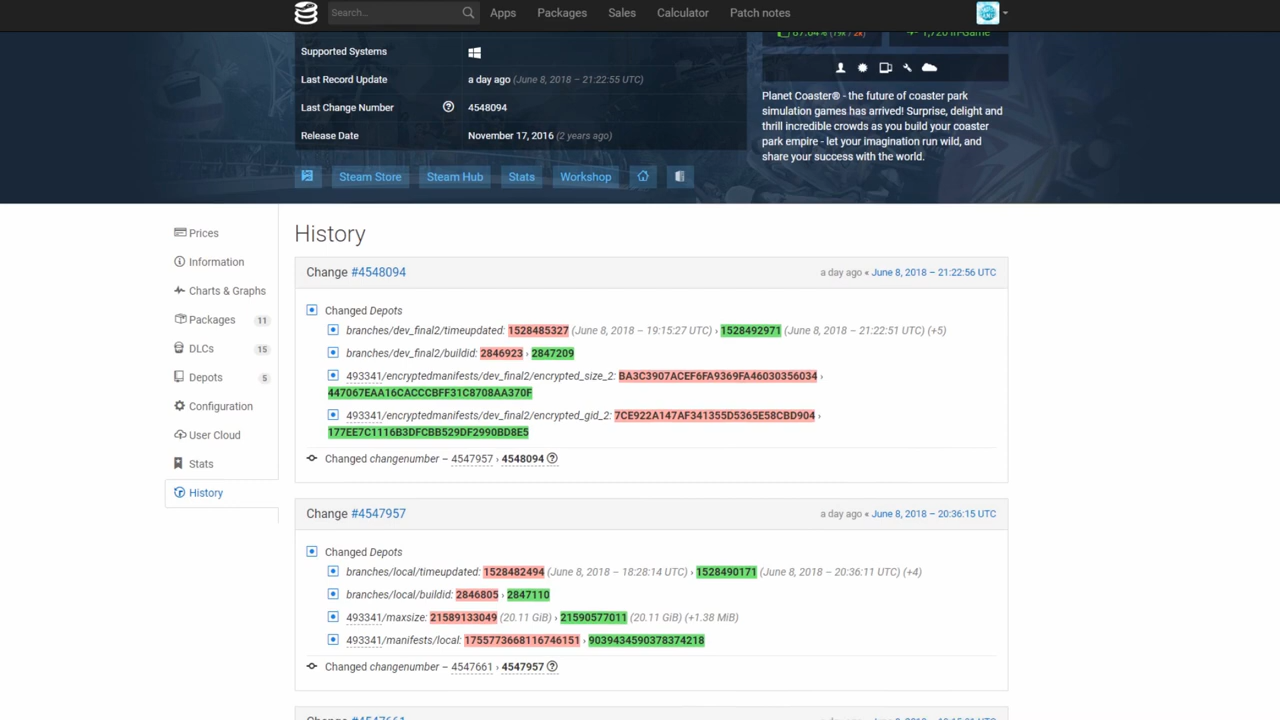 Search...
Apps
Packages
Sales
Calculator
Patch notes
Supported Systems
Last Record Update
a day ago (June 8, 2018 – 21:22:55 UTC)
Last Change Number
4548094
Release Date
November 17, 2016 (2 years ago)
Planet Coaster® - the future of coaster park
simulation games has arrived! Surprise, delight and
thrill incredible crowds as you build your coaster
park empire - let your imagination run wild, and
share your success with the world.
Steam Store
Steam Hub
Stats
Workshop
Prices
Information
Charts & Graphs
Packages 11
DLCs 15
Depots 5
Configuration
User Cloud
Stats
History
History
Change #4548094
a day ago « June 8, 2018 – 21:22:56 UTC
Changed Depots
branches/dev_final2/timeupdated: 1528485327 (June 8, 2018 – 19:15:27 UTC) › 1528492971 (June 8, 2018 – 21:22:51 UTC) (+5)
branches/dev_final2/buildid: 2846923 › 2847209
493341/encryptedmanifests/dev_final2/encrypted_size_2: BA3C3907ACEF6FA9369FA46030356034 ›
447067EAA16CACCCBFF31C8708AA370F
493341/encryptedmanifests/dev_final2/encrypted_gid_2: 7CE922A147AF341355D5365E58CBD904 ›
177EE7C1116B3DFCBB529DF2990BD8E5
Changed changenumber – 4547957 › 4548094
Change #4547957
a day ago « June 8, 2018 – 20:36:15 UTC
Changed Depots
branches/local/timeupdated: 1528482494 (June 8, 2018 – 18:28:14 UTC) › 1528490171 (June 8, 2018 – 20:36:11 UTC) (+4)
branches/local/buildid: 2846805 › 2847110
493341/maxsize: 21589133049 (20.11 GiB) › 21590577011 (20.11 GiB) (+1.38 MiB)
493341/manifests/local: 1755773668116746151 › 9039434590378374218
Changed changenumber – 4547661 › 4547957